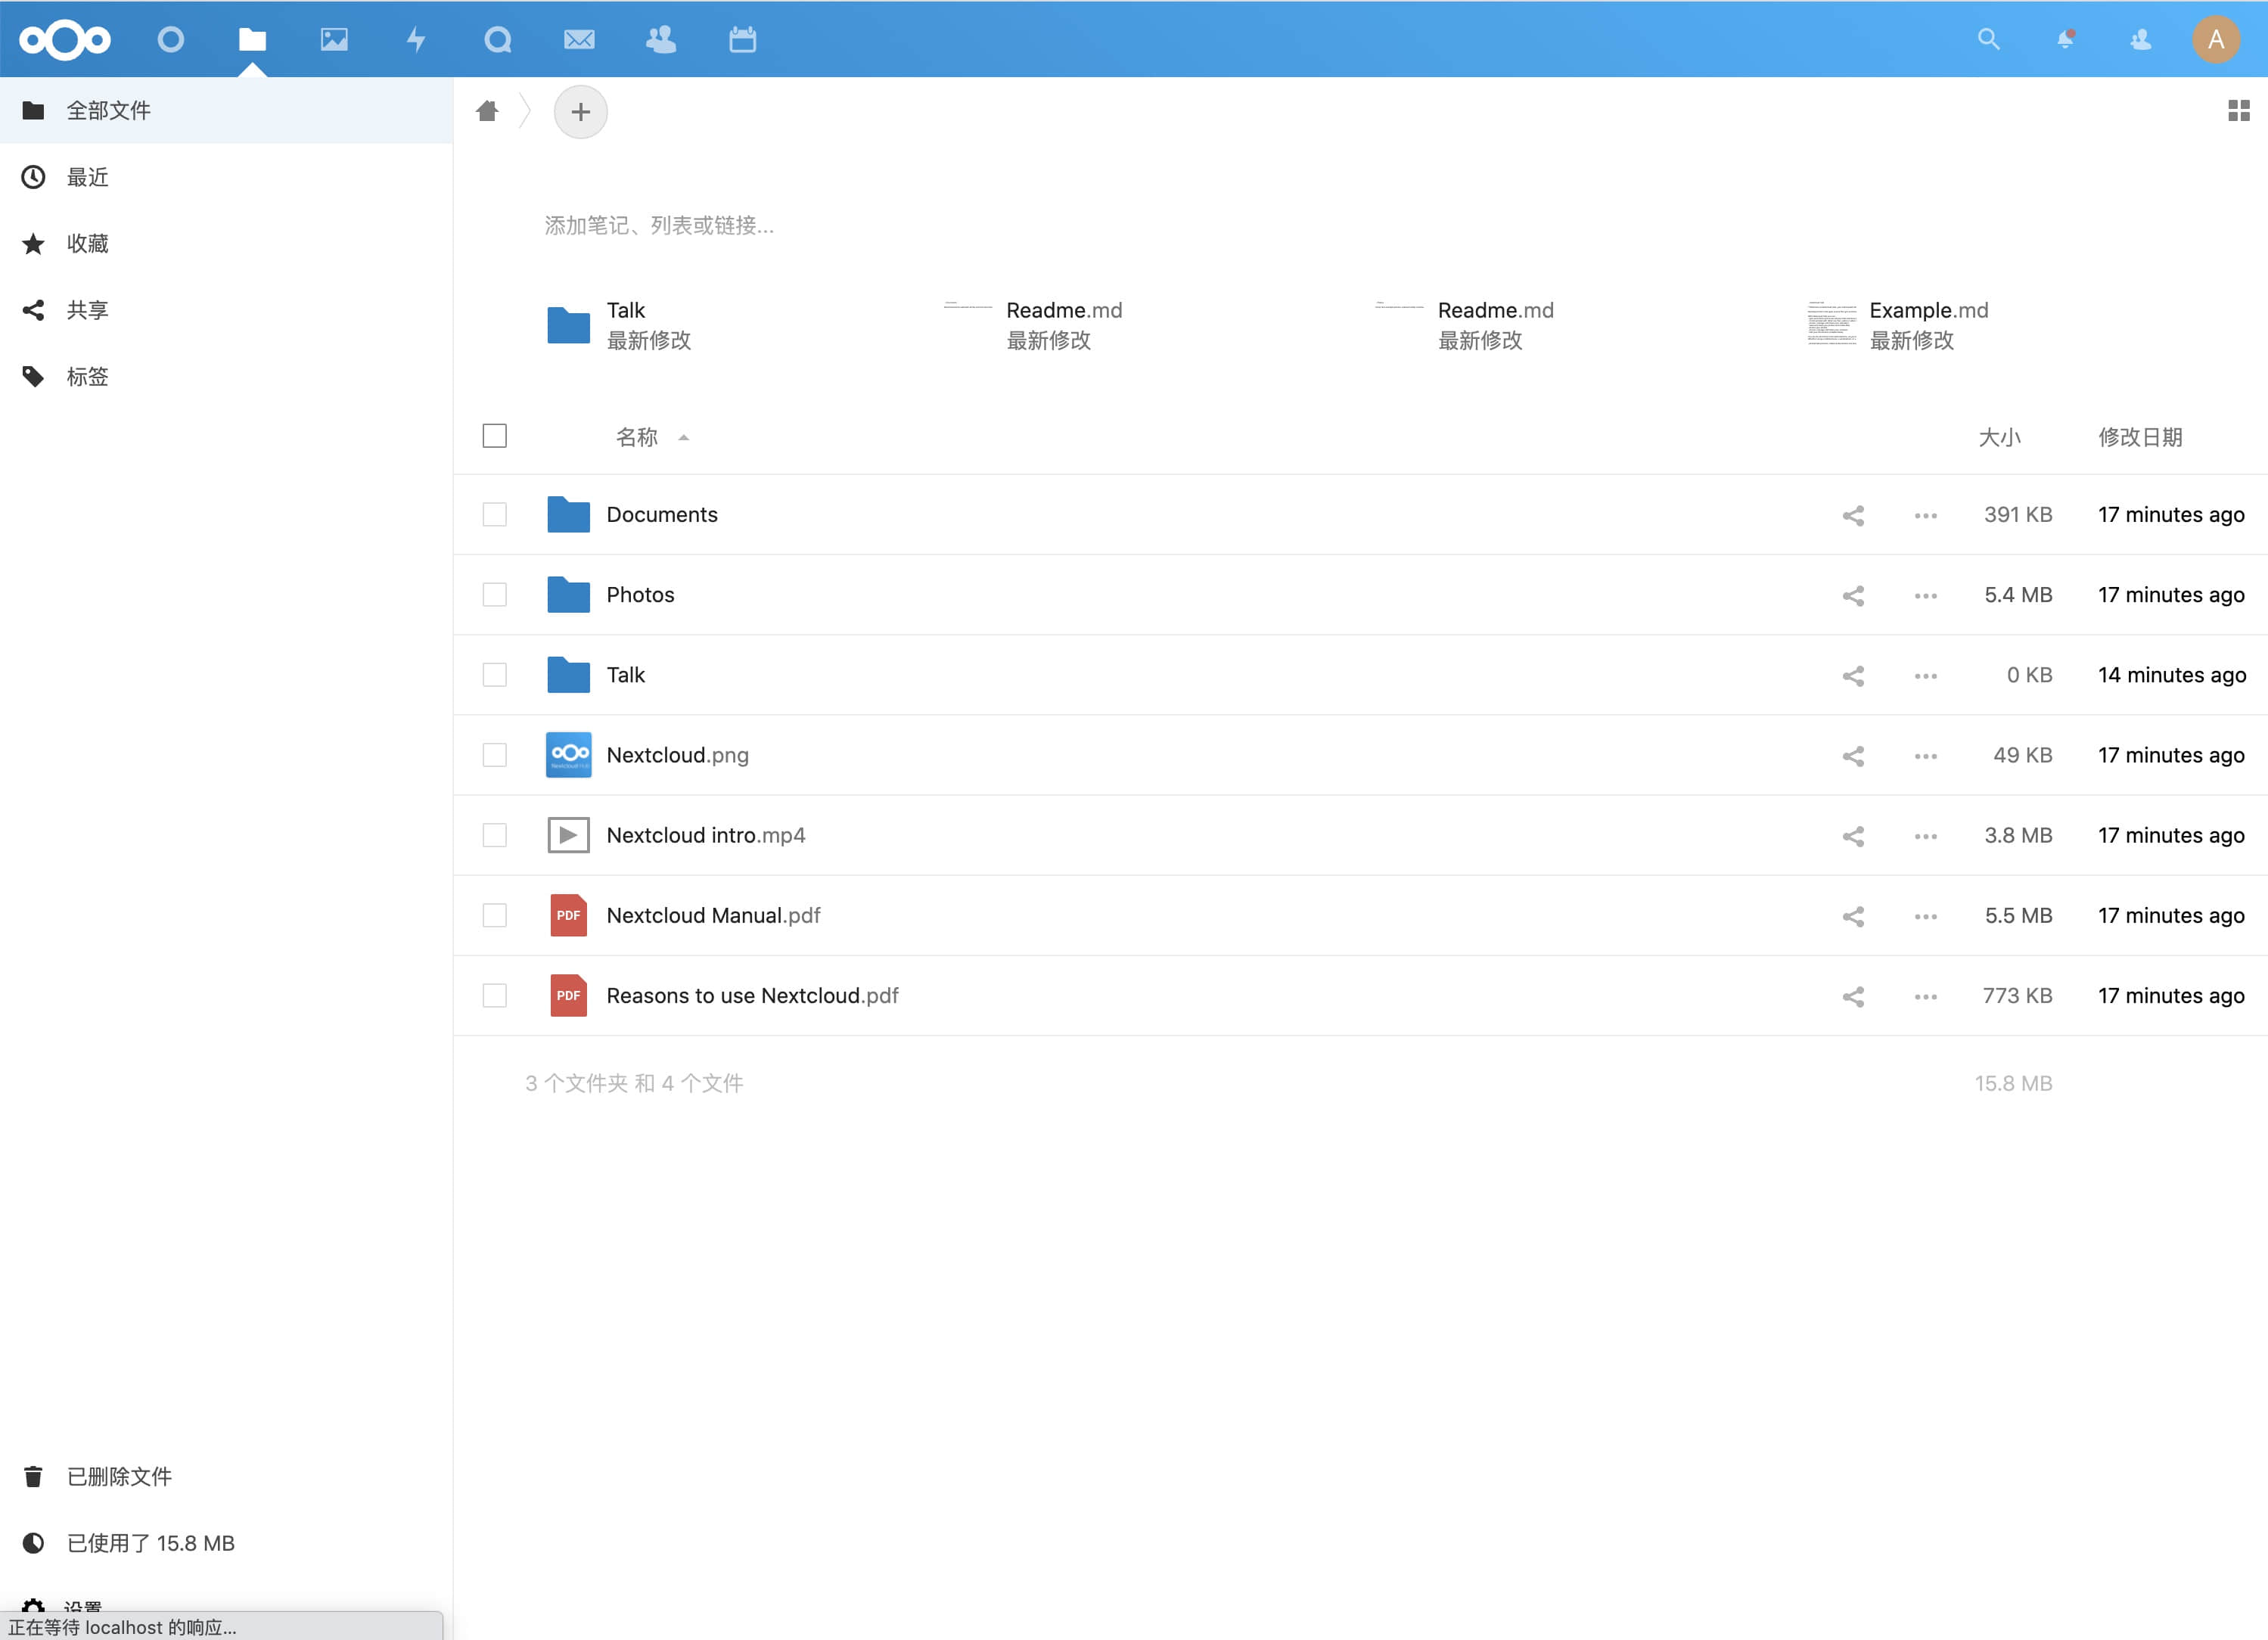 A
全部文件
最近
收藏
共享
标签
添加笔记、列表或链接...
Talk
最新修改
Readme.md
最新修改
Readme.md
最新修改
Example.md
最新修改
名称 大小 修改日期
Documents 391 KB 17 minutes ago
Photos 5.4 MB 17 minutes ago
Talk 0 KB 14 minutes ago
Nextcloud.png 49 KB 17 minutes ago
Nextcloud intro.mp4 3.8 MB 17 minutes ago
PDF Nextcloud Manual.pdf 5.5 MB 17 minutes ago
PDF Reasons to use Nextcloud.pdf 773 KB 17 minutes ago
3 个文件夹 和 4 个文件 15.8 MB
已删除文件
已使用了 15.8 MB
设置
正在等待 localhost 的响应...